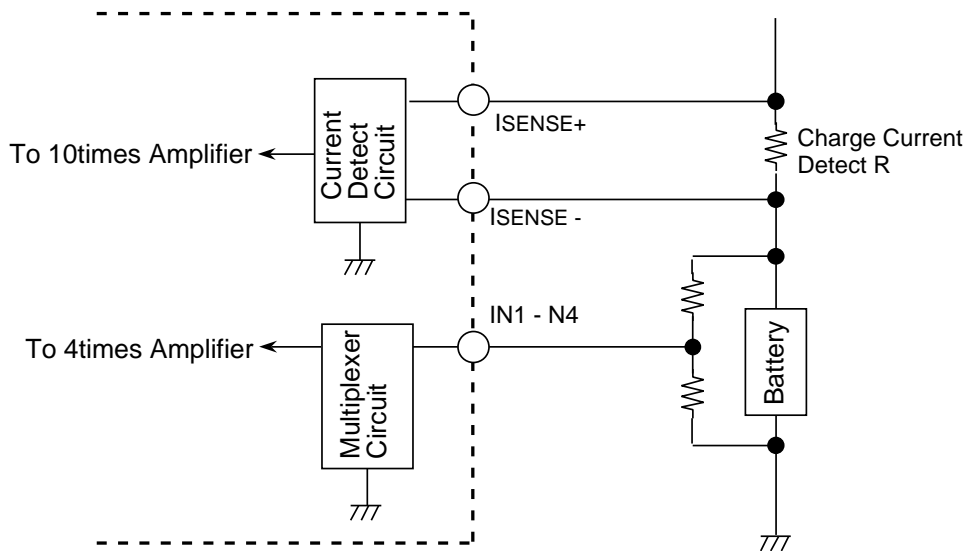 Current
Detect
Circuit
ISENSE+
Charge Current
Detect R
To 10times Amplifier
ISENSE -
IN1 - N4
To 4times Amplifier
Multiplexer
Circuit
Battery